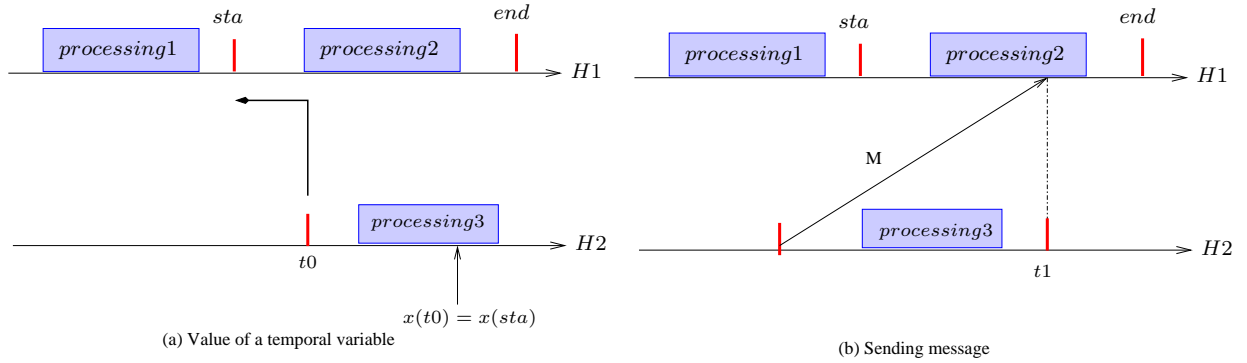 sta
end
processing1
processing2
H1
processing3
H2
t0
x(t0) = x(sta)
(a) Value of a temporal variable
sta
end
processing1
processing2
H1
M
processing3
H2
t1
(b) Sending message